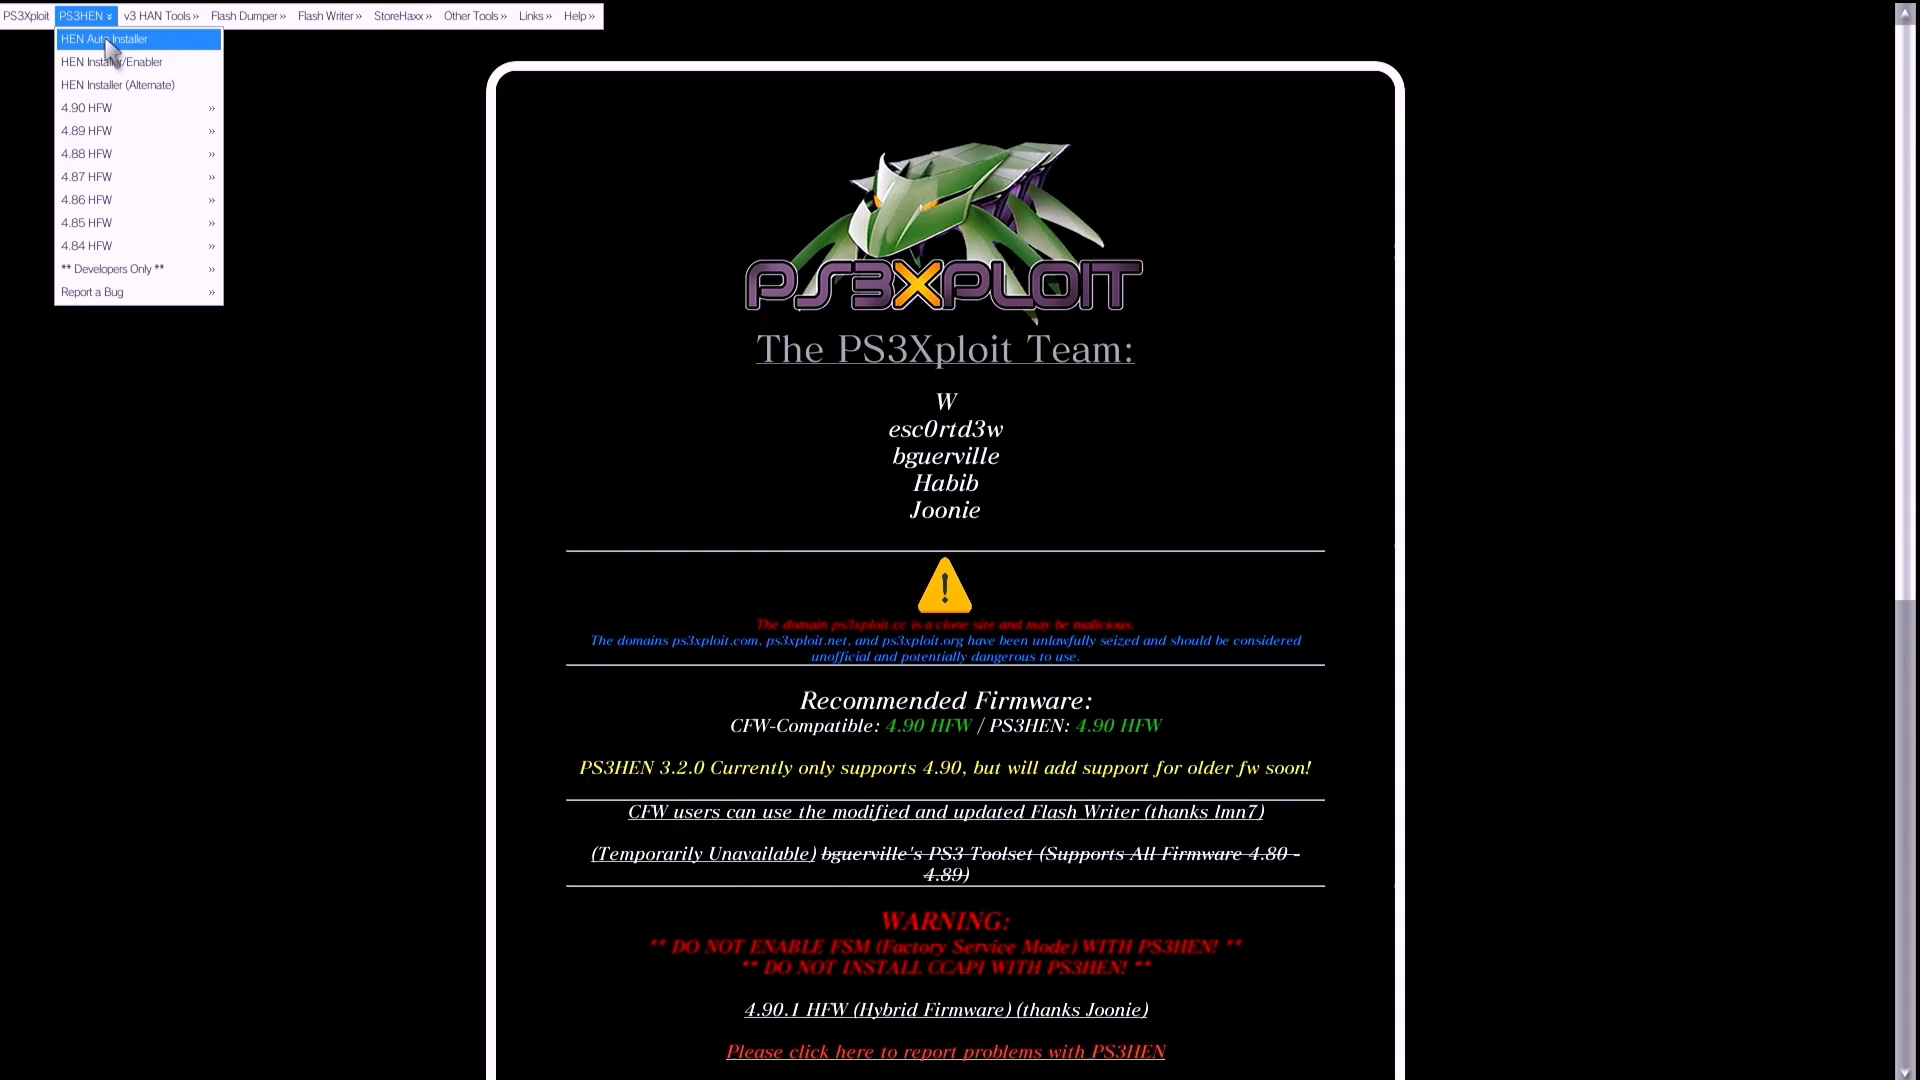 PS3Xploit PS3HEN v3 HAN Tools » Flash Dumper » Flash Writer » StoreHaxx » Other Tools » Links » Help »
HEN Auto Installer
HEN Installer/Enabler
HEN Installer (Alternate)
4.90 HFW »
4.89 HFW »
4.88 HFW »
4.87 HFW »
4.86 HFW »
4.85 HFW »
4.84 HFW »
** Developers Only ** »
Report a Bug »
PS3XPLOIT
The PS3Xploit Team:
W
esc0rtd3w
bguerville
Habib
Joonie
The domain ps3xploit.cc is a clone site and may be malicious.
The domains ps3xploit.com, ps3xploit.net, and ps3xploit.org have been unlawfully seized and should be considered
unofficial and potentially dangerous to use.
Recommended Firmware:
CFW-Compatible: 4.90 HFW / PS3HEN: 4.90 HFW
PS3HEN 3.2.0 Currently only supports 4.90, but will add support for older fw soon!
CFW users can use the modified and updated Flash Writer (thanks lmn7)
(Temporarily Unavailable) bguerville's PS3 Toolset (Supports All Firmware 4.80 -
4.89)
WARNING:
** DO NOT ENABLE FSM (Factory Service Mode) WITH PS3HEN! **
** DO NOT INSTALL CCAPI WITH PS3HEN! **
4.90.1 HFW (Hybrid Firmware) (thanks Joonie)
Please click here to report problems with PS3HEN